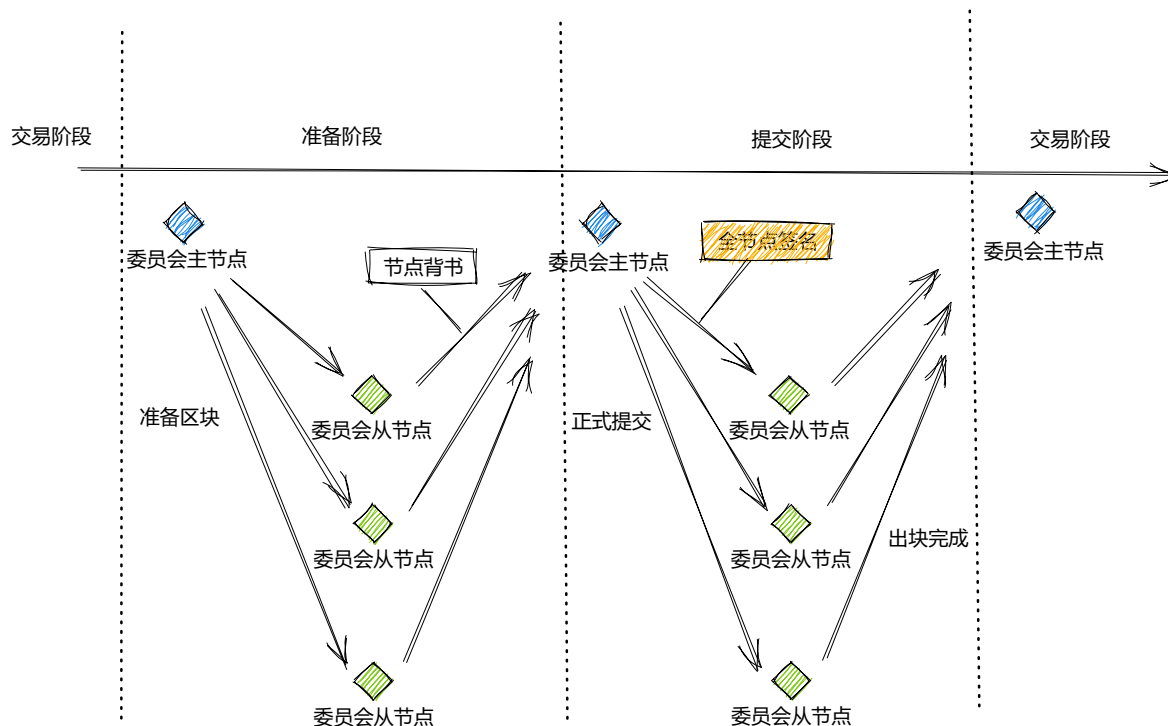 交易阶段
准备阶段
提交阶段
交易阶段
委员会主节点
节点背书
委员会主节点
全节点签名
委员会主节点
准备区块
委员会从节点
正式提交
委员会从节点
委员会从节点
委员会从节点
出块完成
委员会从节点
委员会从节点